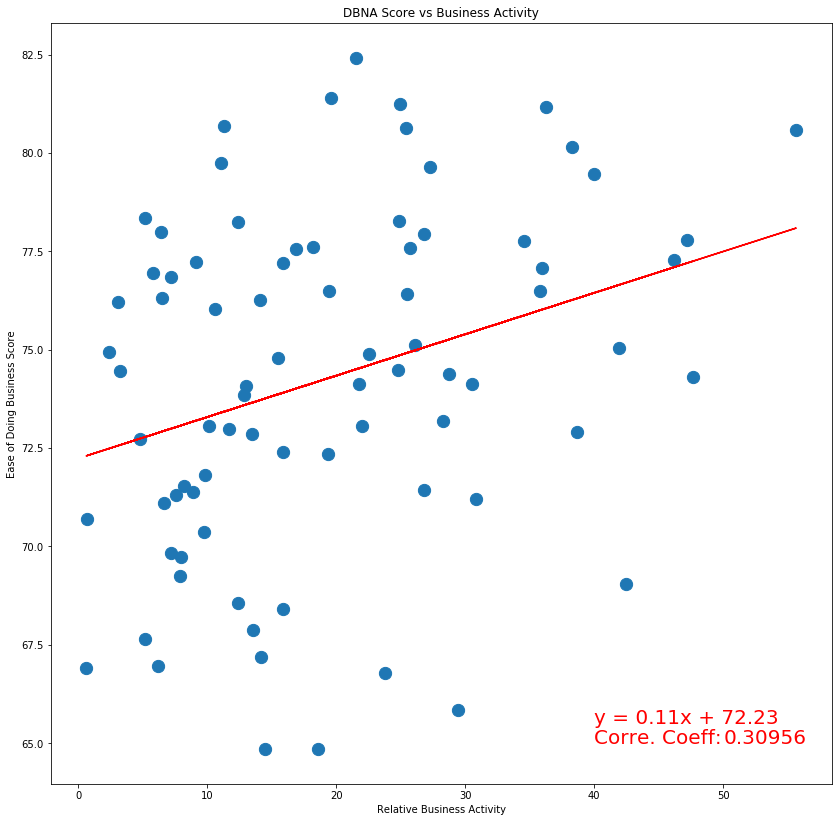 DBNA Score vs Business Activity
82.5
80.0
77.5
75.0
72.5
70.0
67.5
65.0
Ease of Doing Business Score
y = 0.11x + 72.23
Corre. Coeff: 0.30956
0 10 20 30 40 50
Relative Business Activity